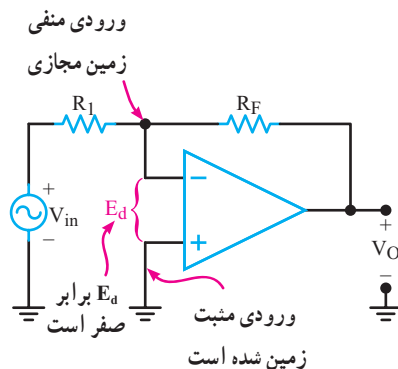 ورودی منفی
زمین مجازی
R1
RF
−
+
Ed
+
Vin
−
+
VO
−
Ed برابر
صفر است
ورودی مثبت
زمین شده است